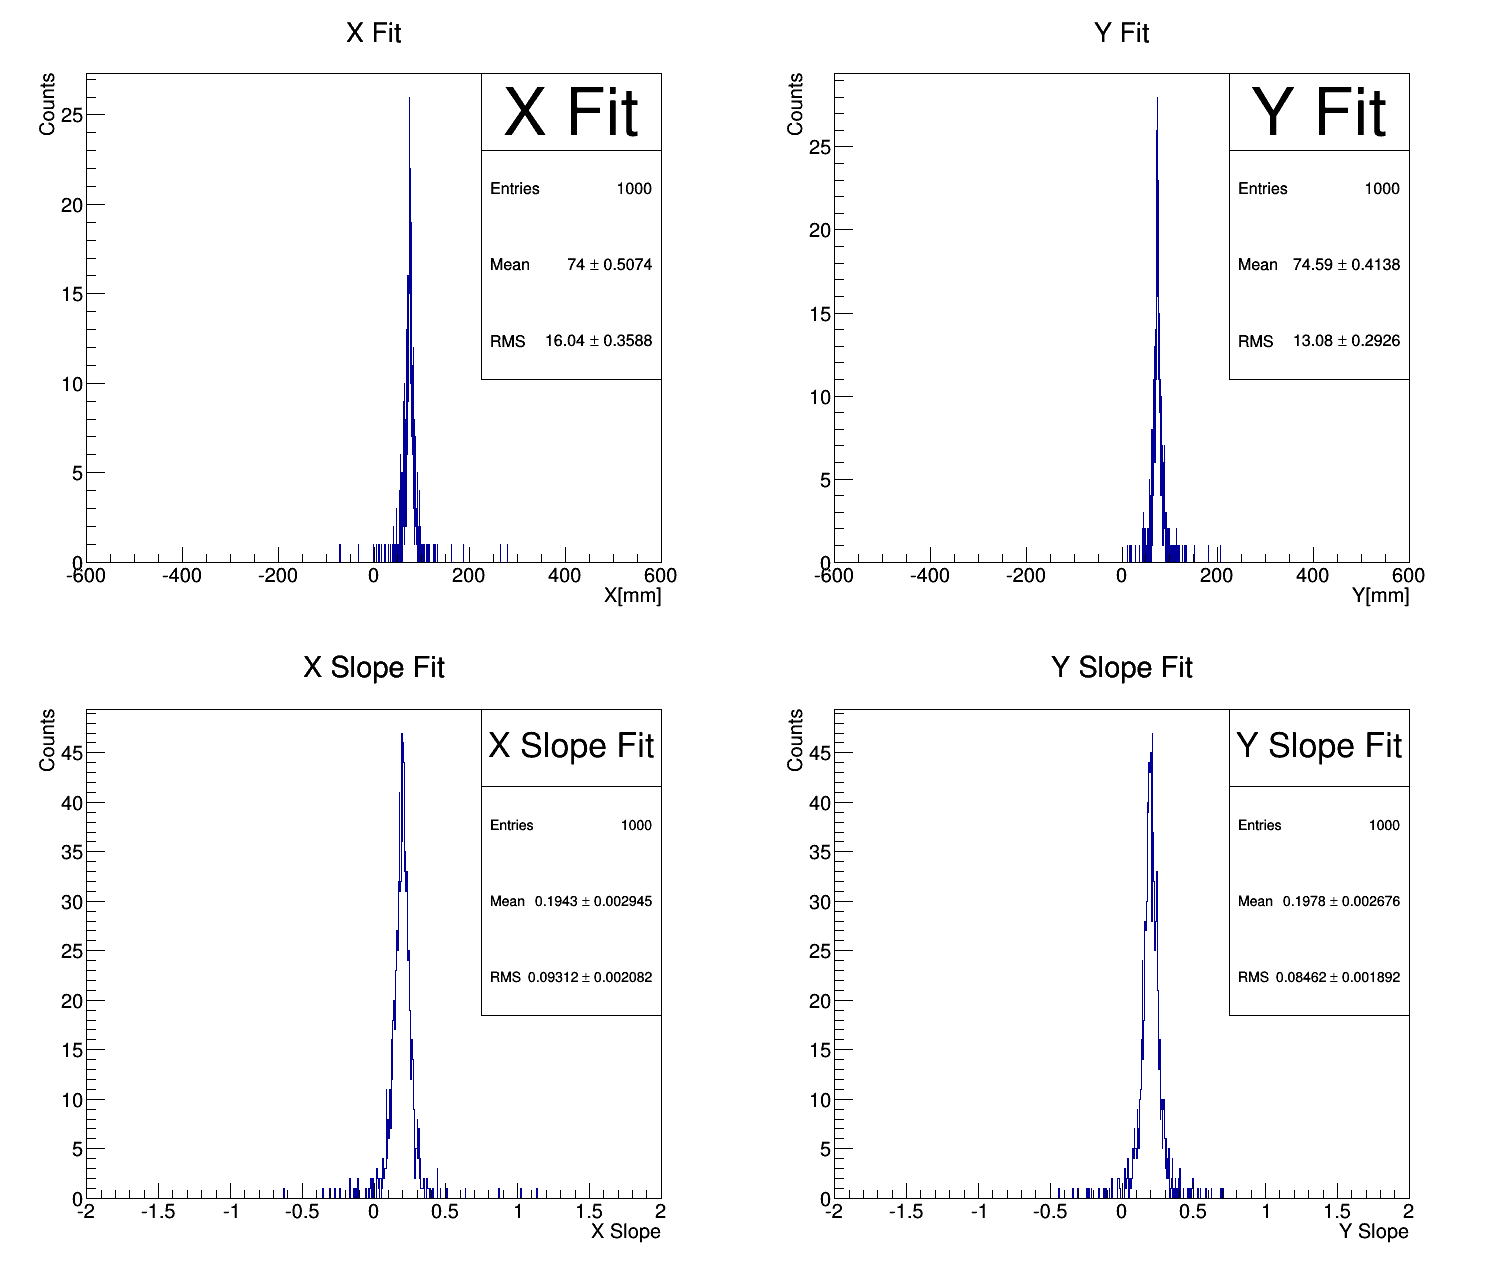 X Fit
Counts
25
20
15
10
5
0
-600 -400 -200 0 200 400 600
X[mm]
X Fit
Entries 1000
Mean 74 ± 0.5074
RMS 16.04 ± 0.3588
Y Fit
Counts
25
20
15
10
5
0
-600 -400 -200 0 200 400 600
Y[mm]
Y Fit
Entries 1000
Mean 74.59 ± 0.4138
RMS 13.08 ± 0.2926
X Slope Fit
Counts
45
40
35
30
25
20
15
10
5
0
-2 -1.5 -1 -0.5 0 0.5 1 1.5 2
X Slope
X Slope Fit
Entries 1000
Mean 0.1943 ± 0.002945
RMS 0.09312 ± 0.002082
Y Slope Fit
Counts
45
40
35
30
25
20
15
10
5
0
-2 -1.5 -1 -0.5 0 0.5 1 1.5 2
Y Slope
Y Slope Fit
Entries 1000
Mean 0.1978 ± 0.002676
RMS 0.08462 ± 0.001892